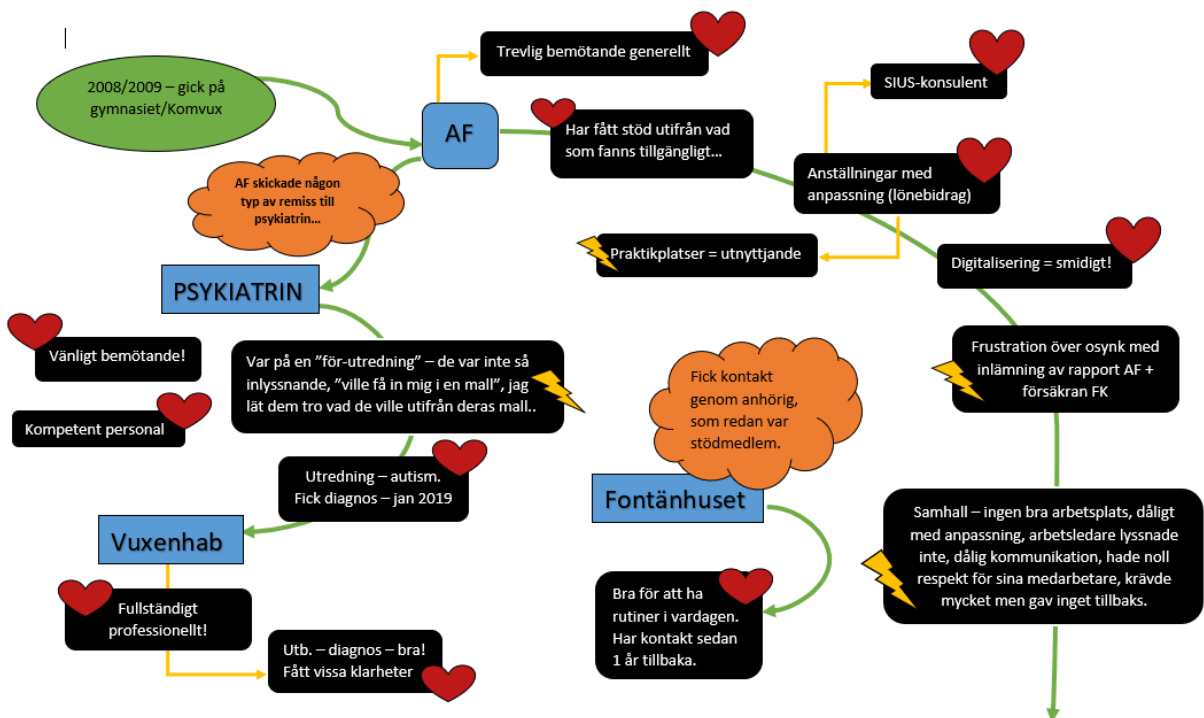 2008/2009 – gick på
gymnasiet/Komvux
AF
Trevlig bemötande generellt
Har fått stöd utifrån vad
som fanns tillgängligt...
SIUS-konsulent
Anställningar med
anpassning (lönebidrag)
Praktikplatser = utnyttjande
Digitalisering = smidigt!
Frustration över osynk med
inlämning av rapport AF +
försäkran FK
Samhall – ingen bra arbetsplats, dåligt
med anpassning, arbetsledare lyssnade
inte, dålig kommunikation, hade noll
respekt för sina medarbetare, krävde
mycket men gav inget tillbaks.
AF skickade någon
typ av remiss till
psykiatrin...
PSYKIATRIN
Vänligt bemötande!
Kompetent personal
Var på en ”för-utredning” – de var inte så
inlyssnande, ”ville få in mig i en mall”, jag
lät dem tro vad de ville utifrån deras mall..
Utredning – autism.
Fick diagnos – jan 2019
Vuxenhab
Fullständigt
professionellt!
Utb. – diagnos – bra!
Fått vissa klarheter
Fick kontakt
genom anhörig,
som redan var
stödmedlem.
Fontänhuset
Bra för att ha
rutiner i vardagen.
Har kontakt sedan
1 år tillbaka.